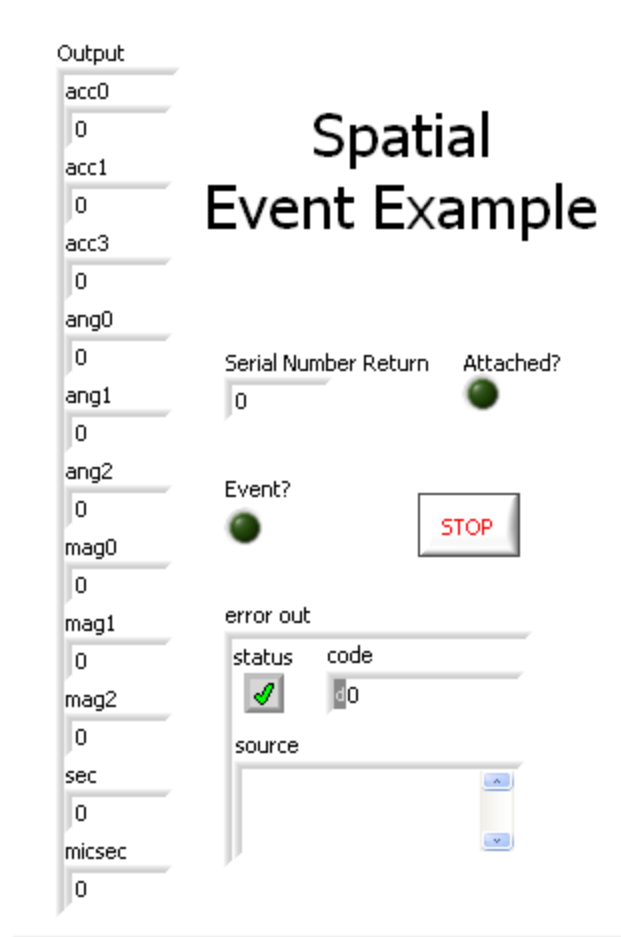 Output
acc0
0
acc1
0
acc3
0
ang0
0
ang1
0
ang2
0
mag0
0
mag1
0
mag2
0
sec
0
micsec
0
Spatial
Event Example
Serial Number Return
0
Attached?
Event?
STOP
error out
status
code
d0
source